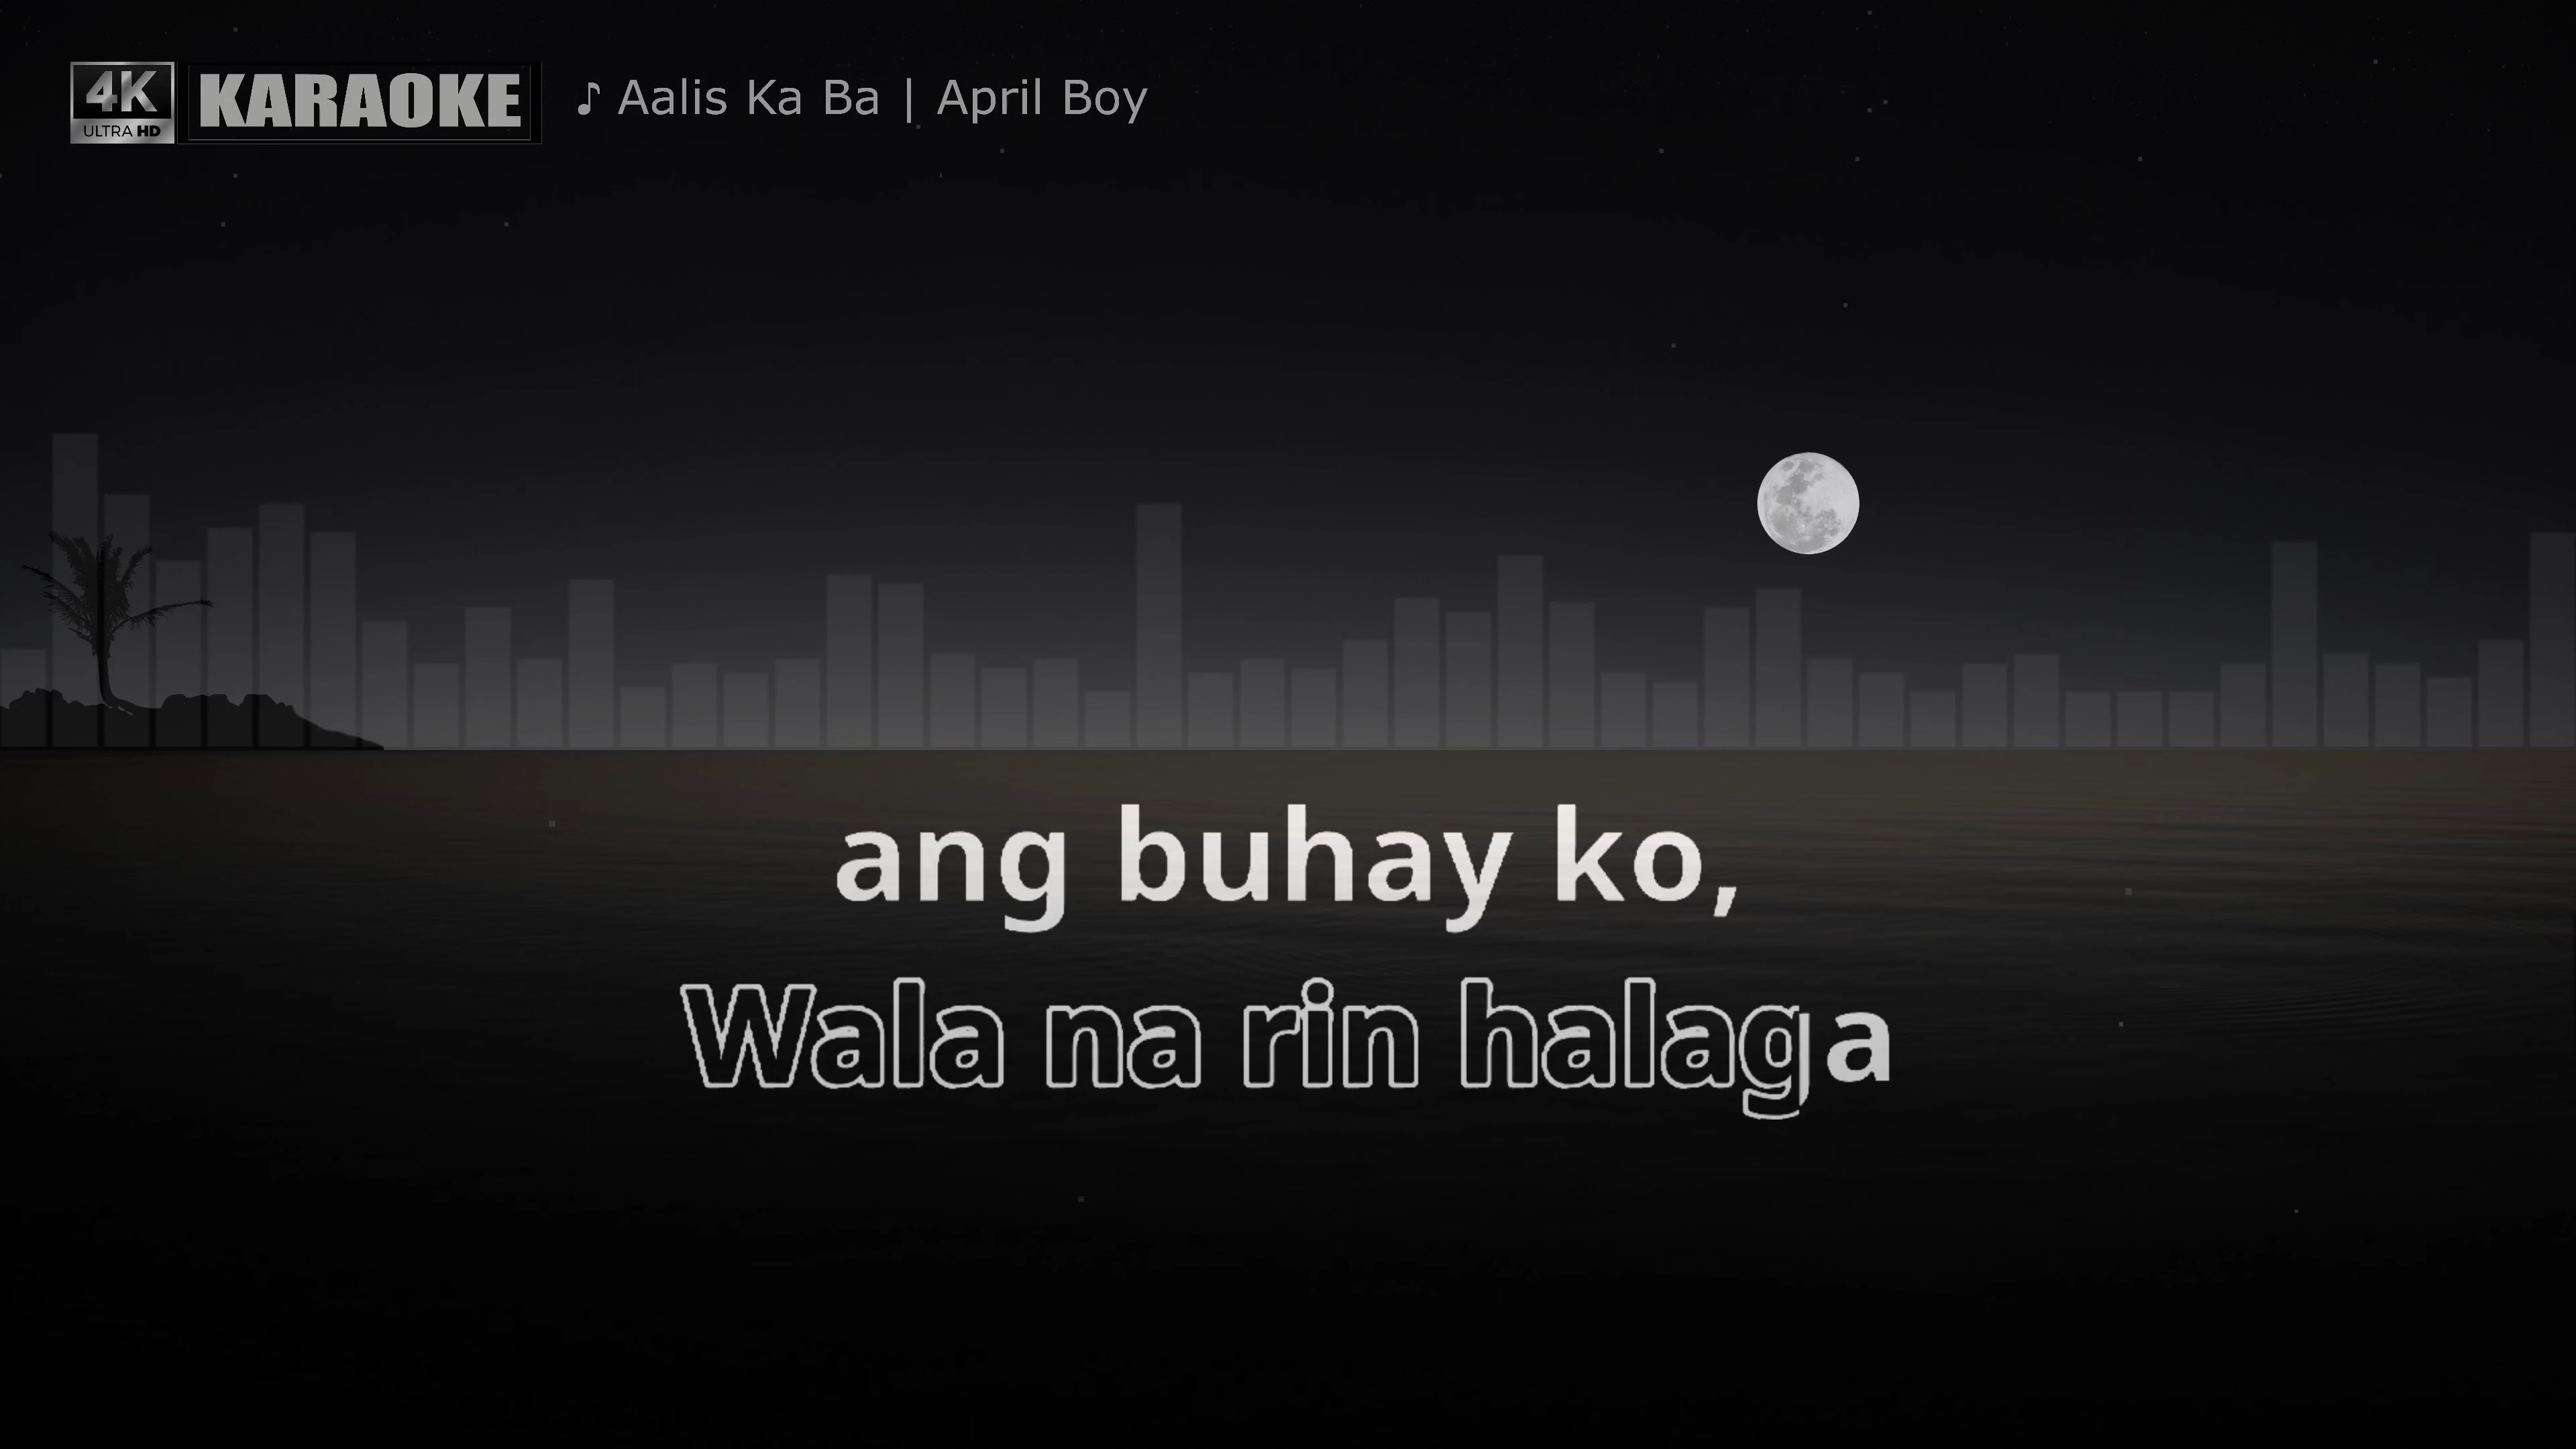 4K
ULTRA HD
KARAOKE
♪ Aalis Ka Ba | April Boy
ang buhay ko,
Wala na rin halaga